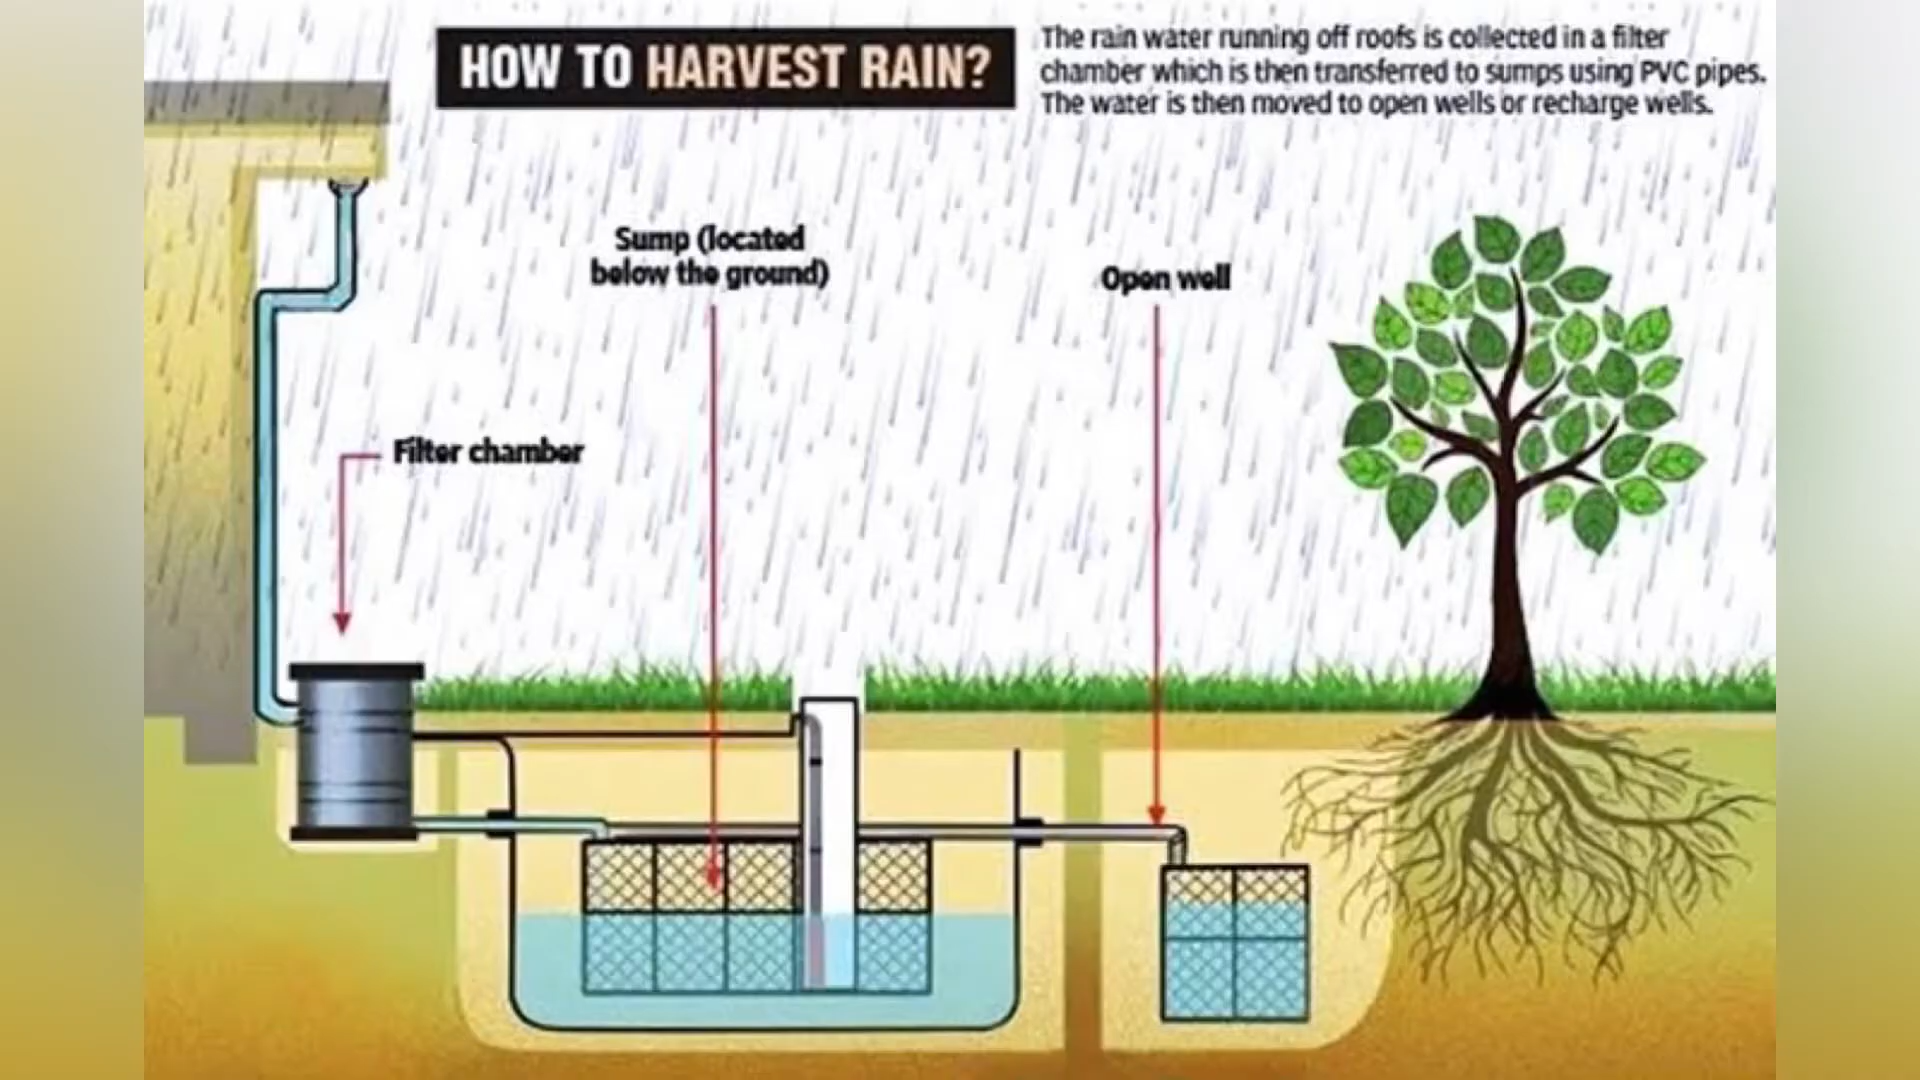 HOW TO HARVEST RAIN?
The rain water running off roofs is collected in a filter
chamber which is then transferred to sumps using PVC pipes.
The water is then moved to open wells or recharge wells.
Sump (located
below the ground)
Open well
Filter chamber